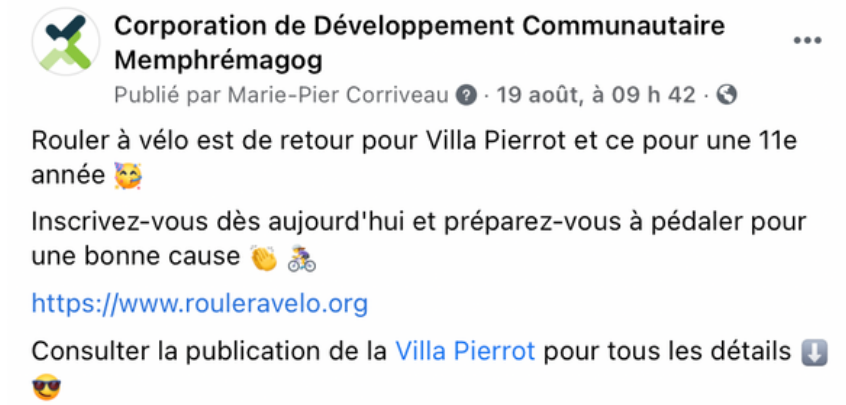 Corporation de Développement Communautaire
Memphrémagog
Publié par Marie-Pier Corriveau · 19 août, à 09 h 42 ·
Rouler à vélo est de retour pour Villa Pierrot et ce pour une 11e
année 🥳
Inscrivez-vous dès aujourd'hui et préparez-vous à pédaler pour
une bonne cause 👏 🚴‍♀️
https://www.rouleravelo.org
Consulter la publication de la Villa Pierrot pour tous les détails ⬇️
😎